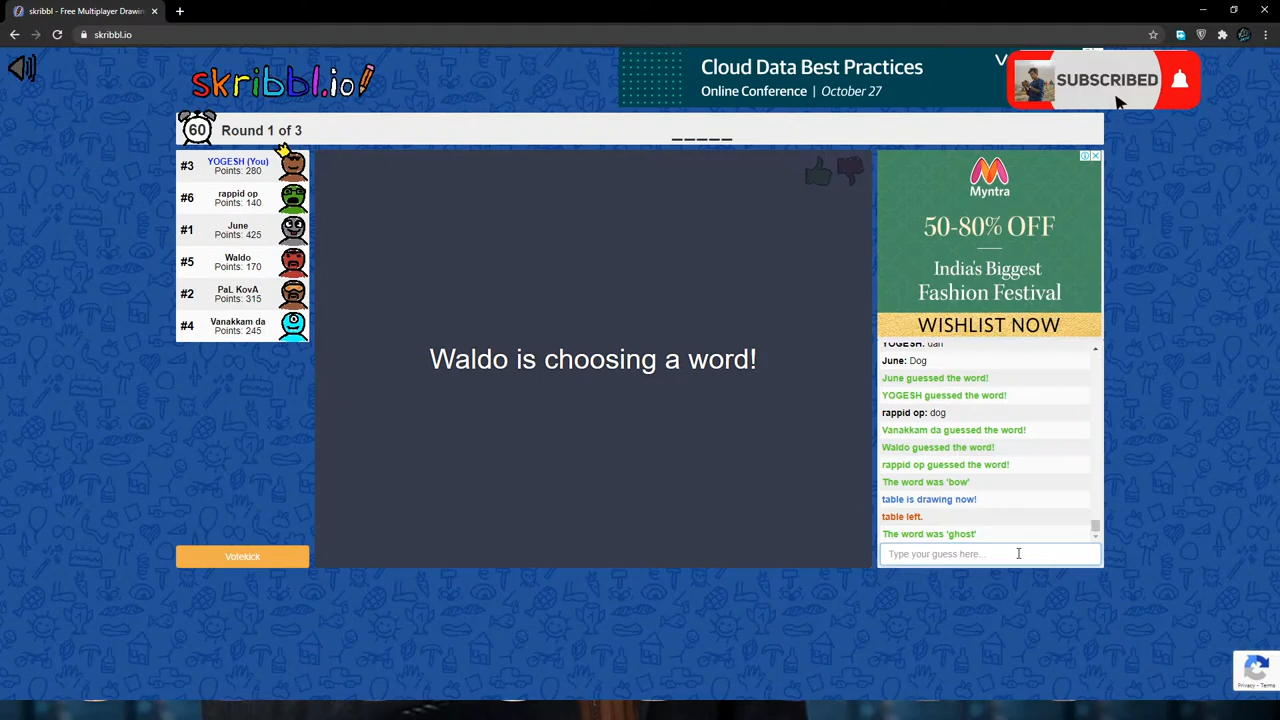 skribbl - Free Multiplayer Drawin
skribbl.io
skribbl.io
Cloud Data Best Practices
Online Conference | October 27
SUBSCRIBED
60
Round 1 of 3
_____
#3
YOGESH (You)
Points: 280
#6
rappid op
Points: 140
#1
June
Points: 425
#5
Waldo
Points: 170
#2
PaL KovA
Points: 315
#4
Vanakkam da
Points: 245
Votekick
Waldo is choosing a word!
Myntra
50-80% OFF
India's Biggest
Fashion Festival
WISHLIST NOW
YOGESH: dari
June: Dog
June guessed the word!
YOGESH guessed the word!
rappid op: dog
Vanakkam da guessed the word!
Waldo guessed the word!
rappid op guessed the word!
The word was 'bow'
table is drawing now!
table left.
The word was 'ghost'
Type your guess here...
Privacy - Terms